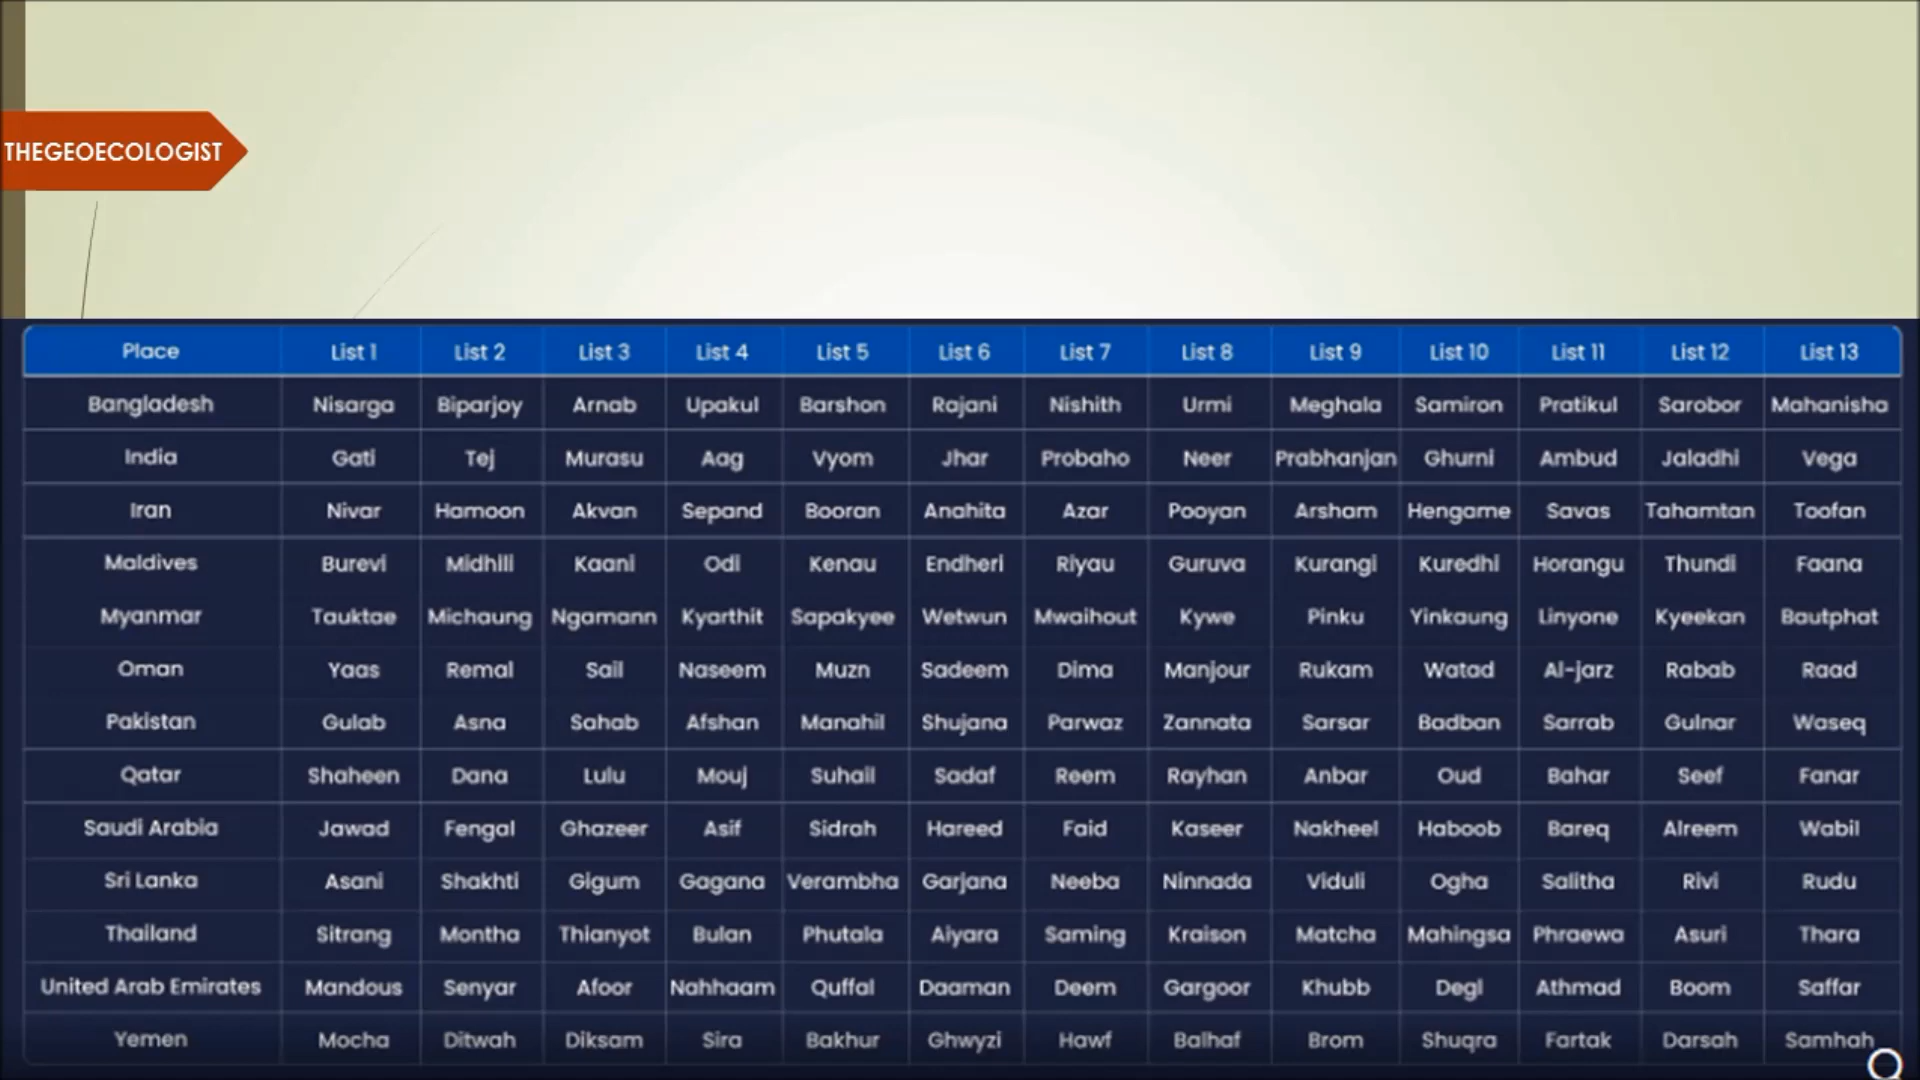 THEGEOECOLOGIST
Place List 1 List 2 List 3 List 4 List 5 List 6 List 7 List 8 List 9 List 10 List 11 List 12 List 13
Bangladesh Nisarga Biparjoy Arnab Upakul Barshon Rajani Nishith Urmi Meghala Samiron Pratikul Sarobor Mahanisha
India Gati Tej Murasu Aag Vyom Jhar Probaho Neer Prabhanjan Ghurni Ambud Jaladhi Vega
Iran Nivar Hamoon Akvan Sepand Booran Anahita Azar Pooyan Arsham Hengame Savas Tahamtan Toofan
Maldives Burevi Midhili Kaani Odi Kenau Endheri Riyau Guruva Kurangi Kuredhi Horangu Thundi Faana
Myanmar Tauktae Michaung Ngamann Kyarthit Sapakyee Wetwun Mwaihout Kywe Pinku Yinkaung Linyone Kyeekan Bautphat
Oman Yaas Remal Sail Naseem Muzn Sadeem Dima Manjour Rukam Watad Al-jarz Rabab Raad
Pakistan Gulab Asna Sahab Afshan Manahil Shujana Parwaz Zannata Sarsar Badban Sarrab Gulnar Waseq
Qatar Shaheen Dana Lulu Mouj Suhail Sadaf Reem Rayhan Anbar Oud Bahar Seef Fanar
Saudi Arabia Jawad Fengal Ghazeer Asif Sidrah Hareed Faid Kaseer Nakheel Haboob Bareq Alreem Wabil
Sri Lanka Asani Shakhti Gigum Gagana Verambha Garjana Neeba Ninnada Viduli Ogha Salitha Rivi Rudu
Thailand Sitrang Montha Thianyot Bulan Phutala Aiyara Saming Kraison Matcha Mahingsa Phraewa Asuri Thara
United Arab Emirates Mandous Senyar Afoor Nahhaam Quffal Daaman Deem Gargoor Khubb Degl Athmad Boom Saffar
Yemen Mocha Ditwah Diksam Sira Bakhur Ghwyzi Hawf Balhaf Brom Shuqra Fartak Darsah Samhah